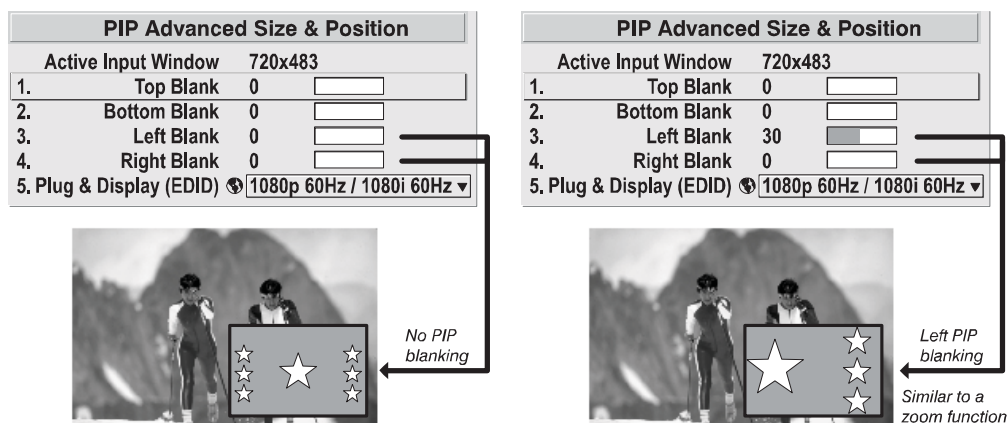 PIP Advanced Size & Position
Active Input Window 720x483
1. Top Blank 0
2. Bottom Blank 0
3. Left Blank 0
4. Right Blank 0
5. Plug & Display (EDID) 1080p 60Hz / 1080i 60Hz
No PIP
blanking
PIP Advanced Size & Position
Active Input Window 720x483
1. Top Blank 0
2. Bottom Blank 0
3. Left Blank 30
4. Right Blank 0
5. Plug & Display (EDID) 1080p 60Hz / 1080i 60Hz
Left PIP
blanking
Similar to a
zoom function